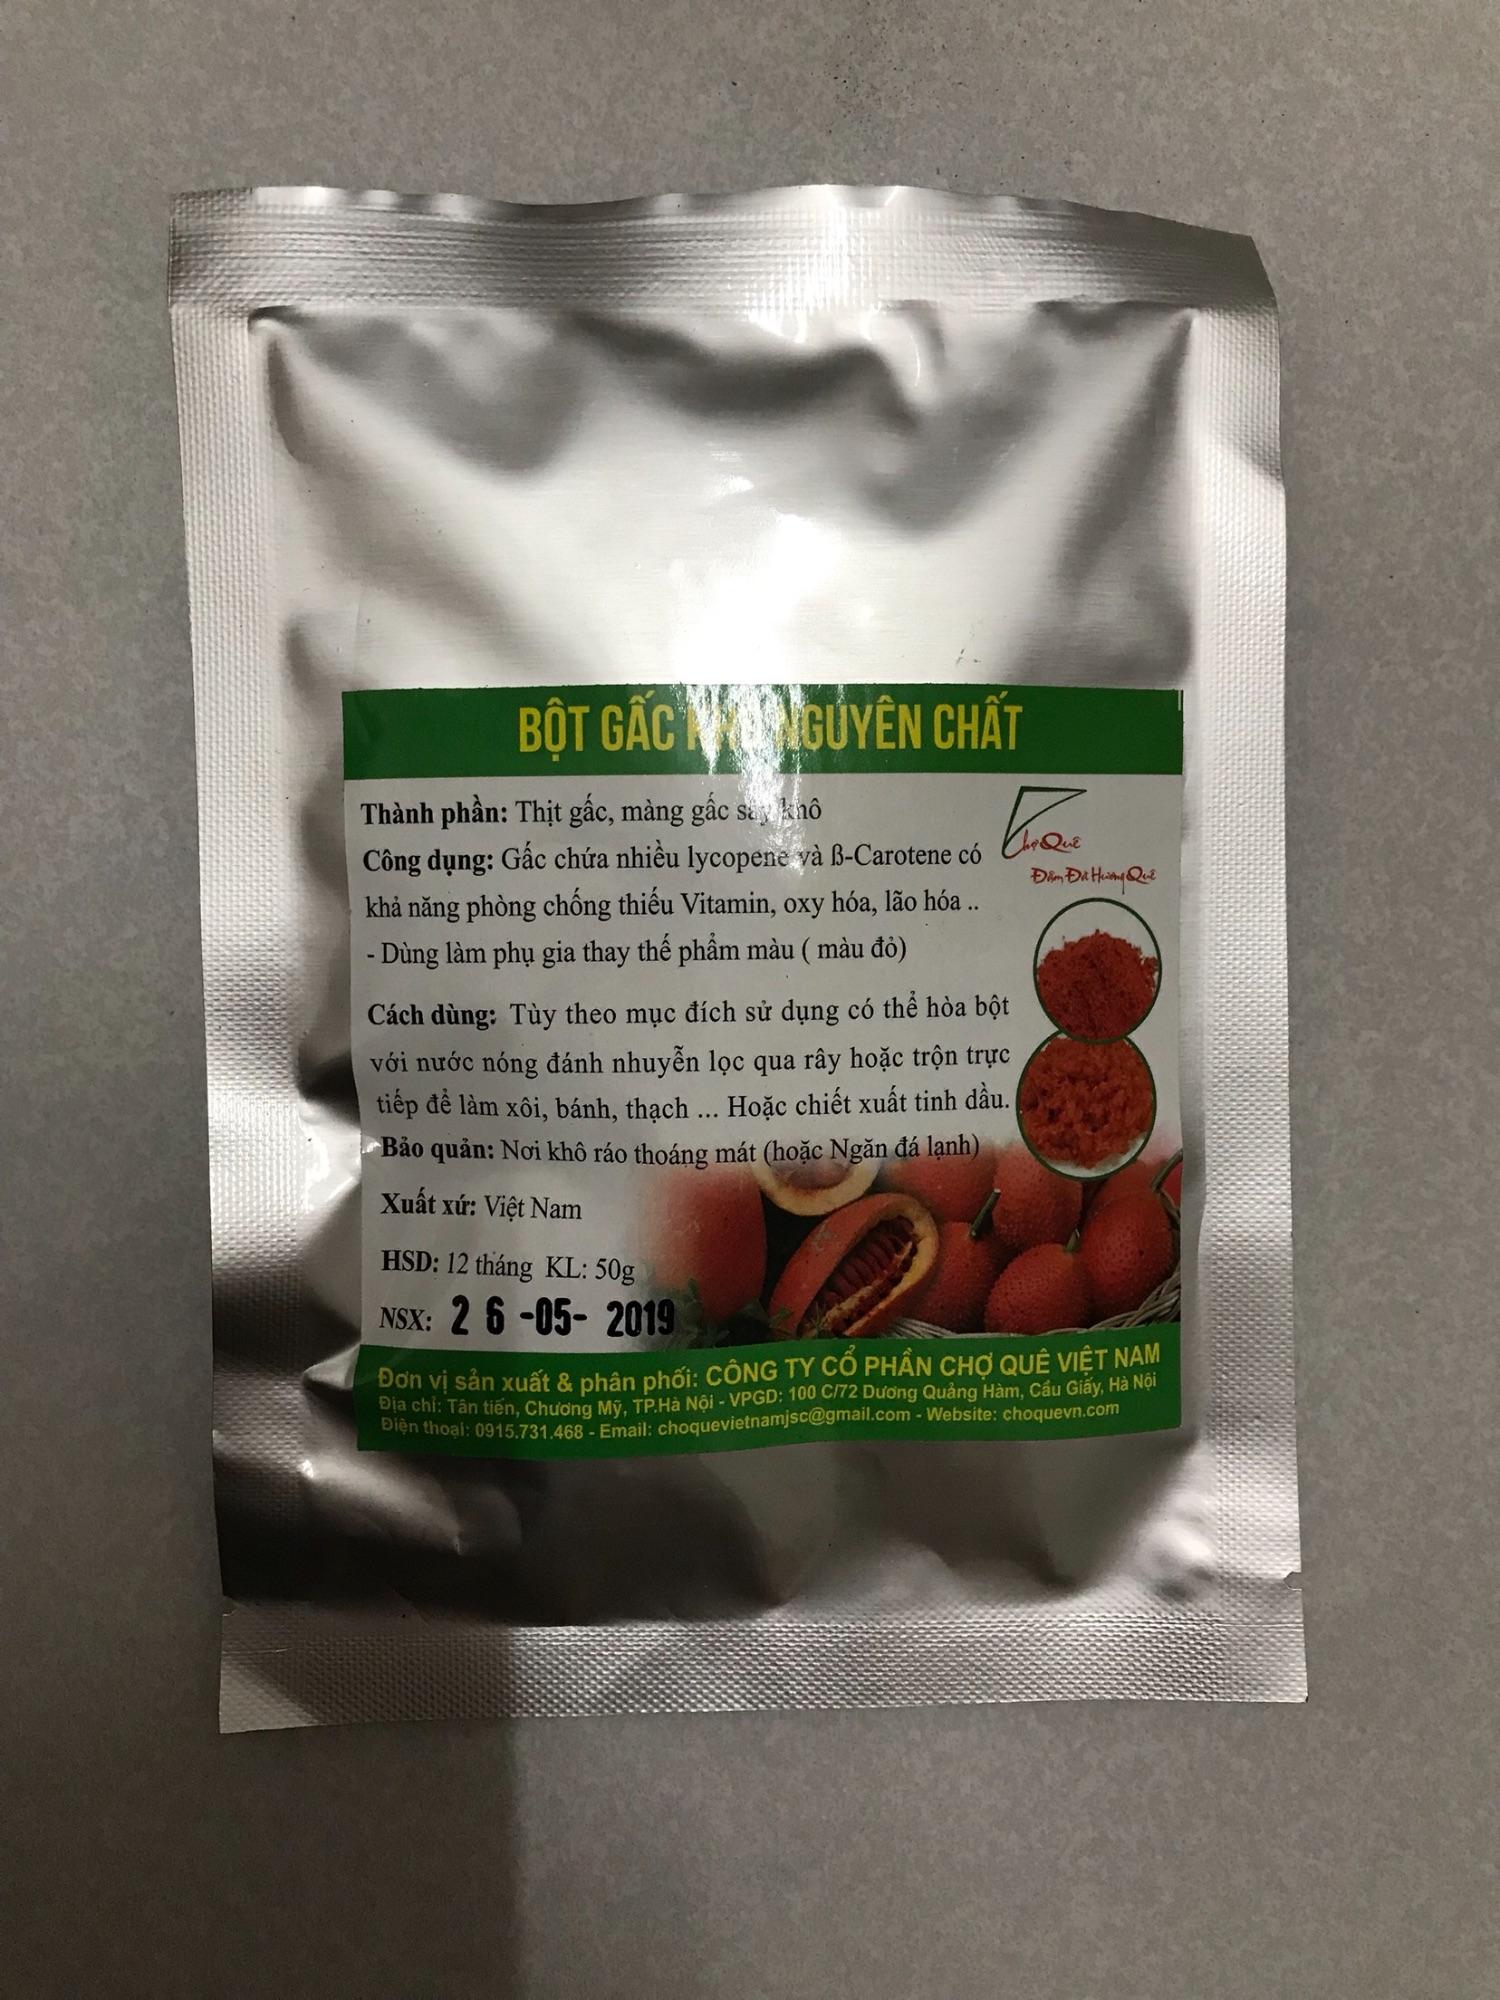 BỘT GẤC KHÔ NGUYÊN CHẤT
Thành phần: Thịt gấc, màng gấc sấy khô
Công dụng: Gấc chứa nhiều lycopene và ß-Carotene có
khả năng phòng chống thiếu Vitamin, oxy hóa, lão hóa ..
- Dùng làm phụ gia thay thế phẩm màu ( màu đỏ)
Chợ Quê
Đậm Đà Hương Quê
Cách dùng: Tùy theo mục đích sử dụng có thể hòa bột
với nước nóng đánh nhuyễn lọc qua rây hoặc trộn trực
tiếp để làm xôi, bánh, thạch ... Hoặc chiết xuất tinh dầu.
Bảo quản: Nơi khô ráo thoáng mát (hoặc Ngăn đá lạnh)
Xuất xứ: Việt Nam
HSD: 12 tháng KL: 50g
NSX: 26-05-2019
Đơn vị sản xuất & phân phối: CÔNG TY CỔ PHẦN CHỢ QUÊ VIỆT NAM
Địa chỉ: Tân tiến, Chương Mỹ, TP.Hà Nội - VPGD: 100 C/72 Dương Quảng Hàm, Cầu Giấy, Hà Nội
Điện thoại: 0915.731.468 - Email: choquevietnamjsc@gmail.com - Website: choquevn.com